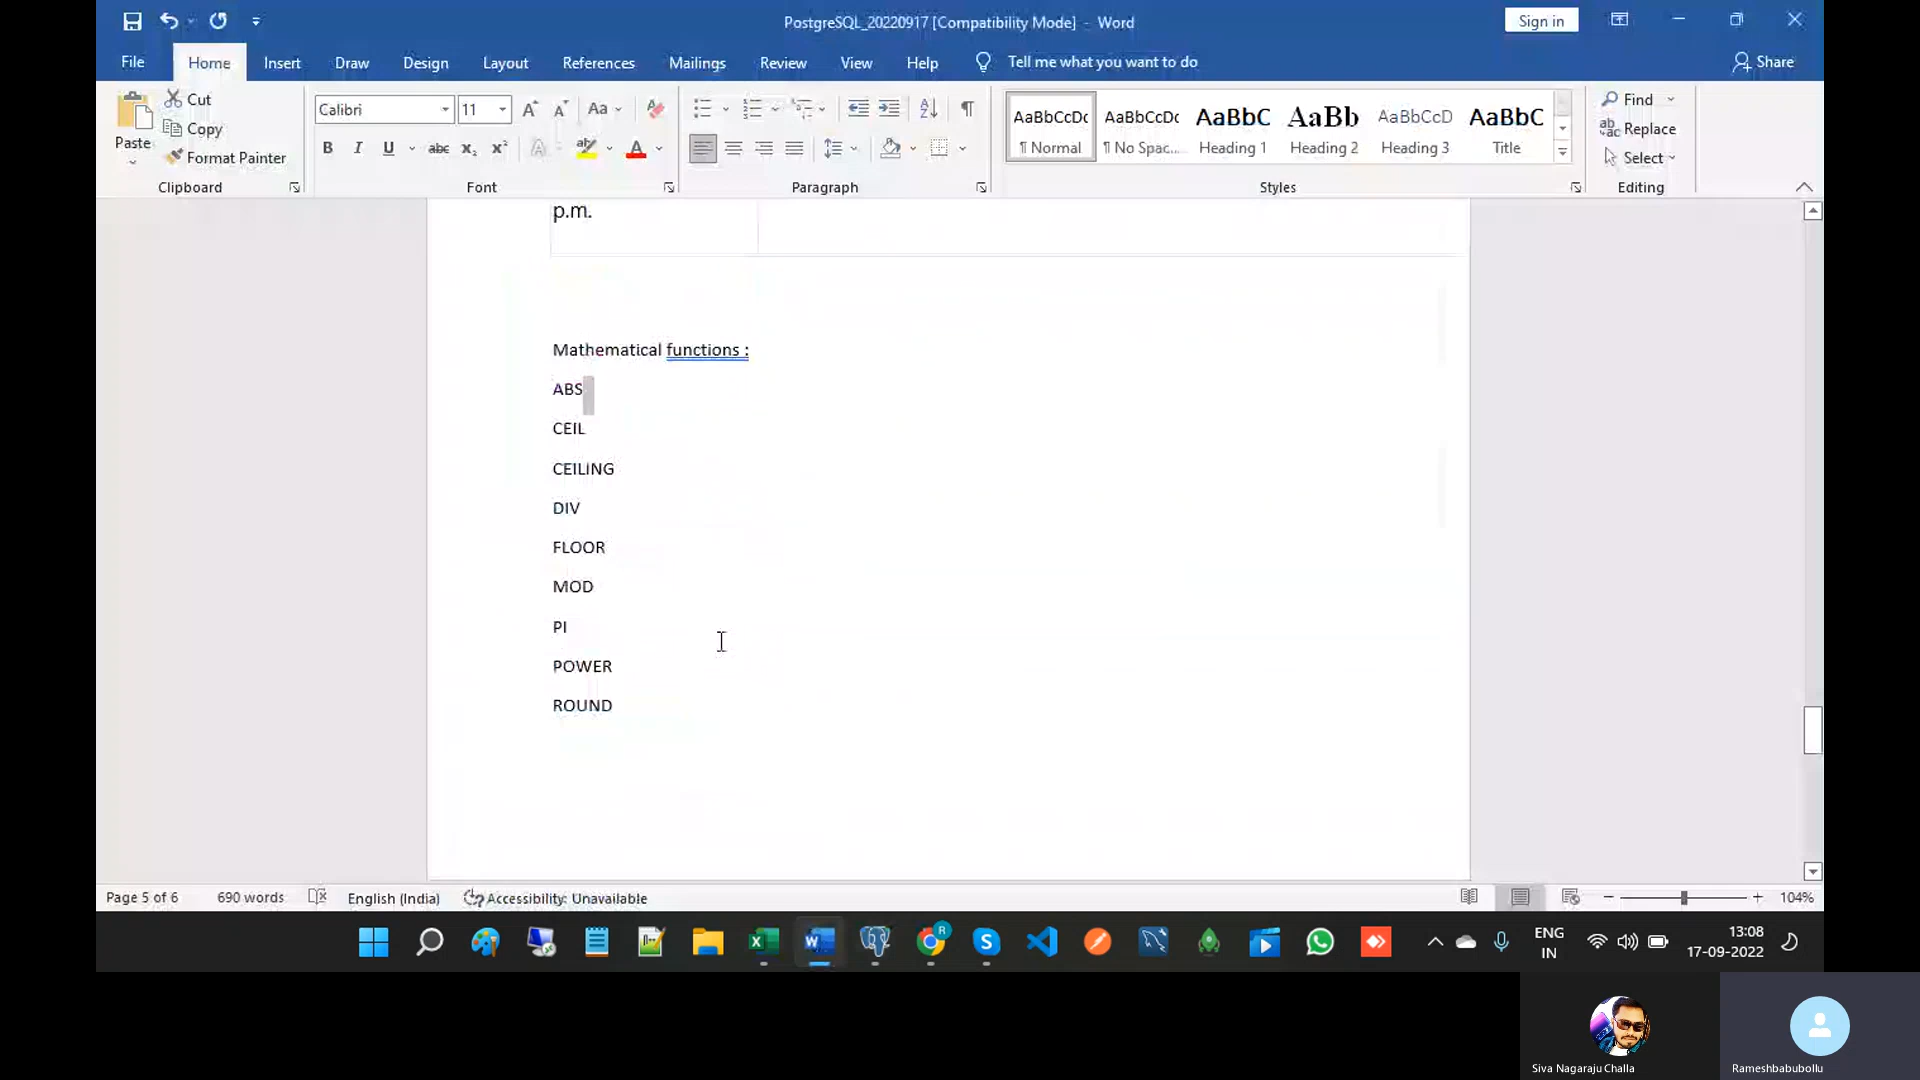 PostgreSQL_20220917 [Compatibility Mode] - Word
Sign in
File Home Insert Draw Design Layout References Mailings Review View Help Tell me what you want to do Share
Paste
Cut
Copy
Format Painter
Clipboard
Calibri 11
Aa
B I U abc x₂ x² A A
Font
Paragraph
AaBbCcDc AaBbCcDc AaBbC AaBb AaBbCcD AaBbC
¶ Normal ¶ No Spac... Heading 1 Heading 2 Heading 3 Title
Styles
Find
Replace
Select
Editing
p.m.
Mathematical functions :
ABS
CEIL
CEILING
DIV
FLOOR
MOD
PI
POWER
ROUND
Page 5 of 6 690 words English (India) Accessibility: Unavailable 104%
ENG
IN
13:08
17-09-2022
Siva Nagaraju Challa
Rameshbabubollu